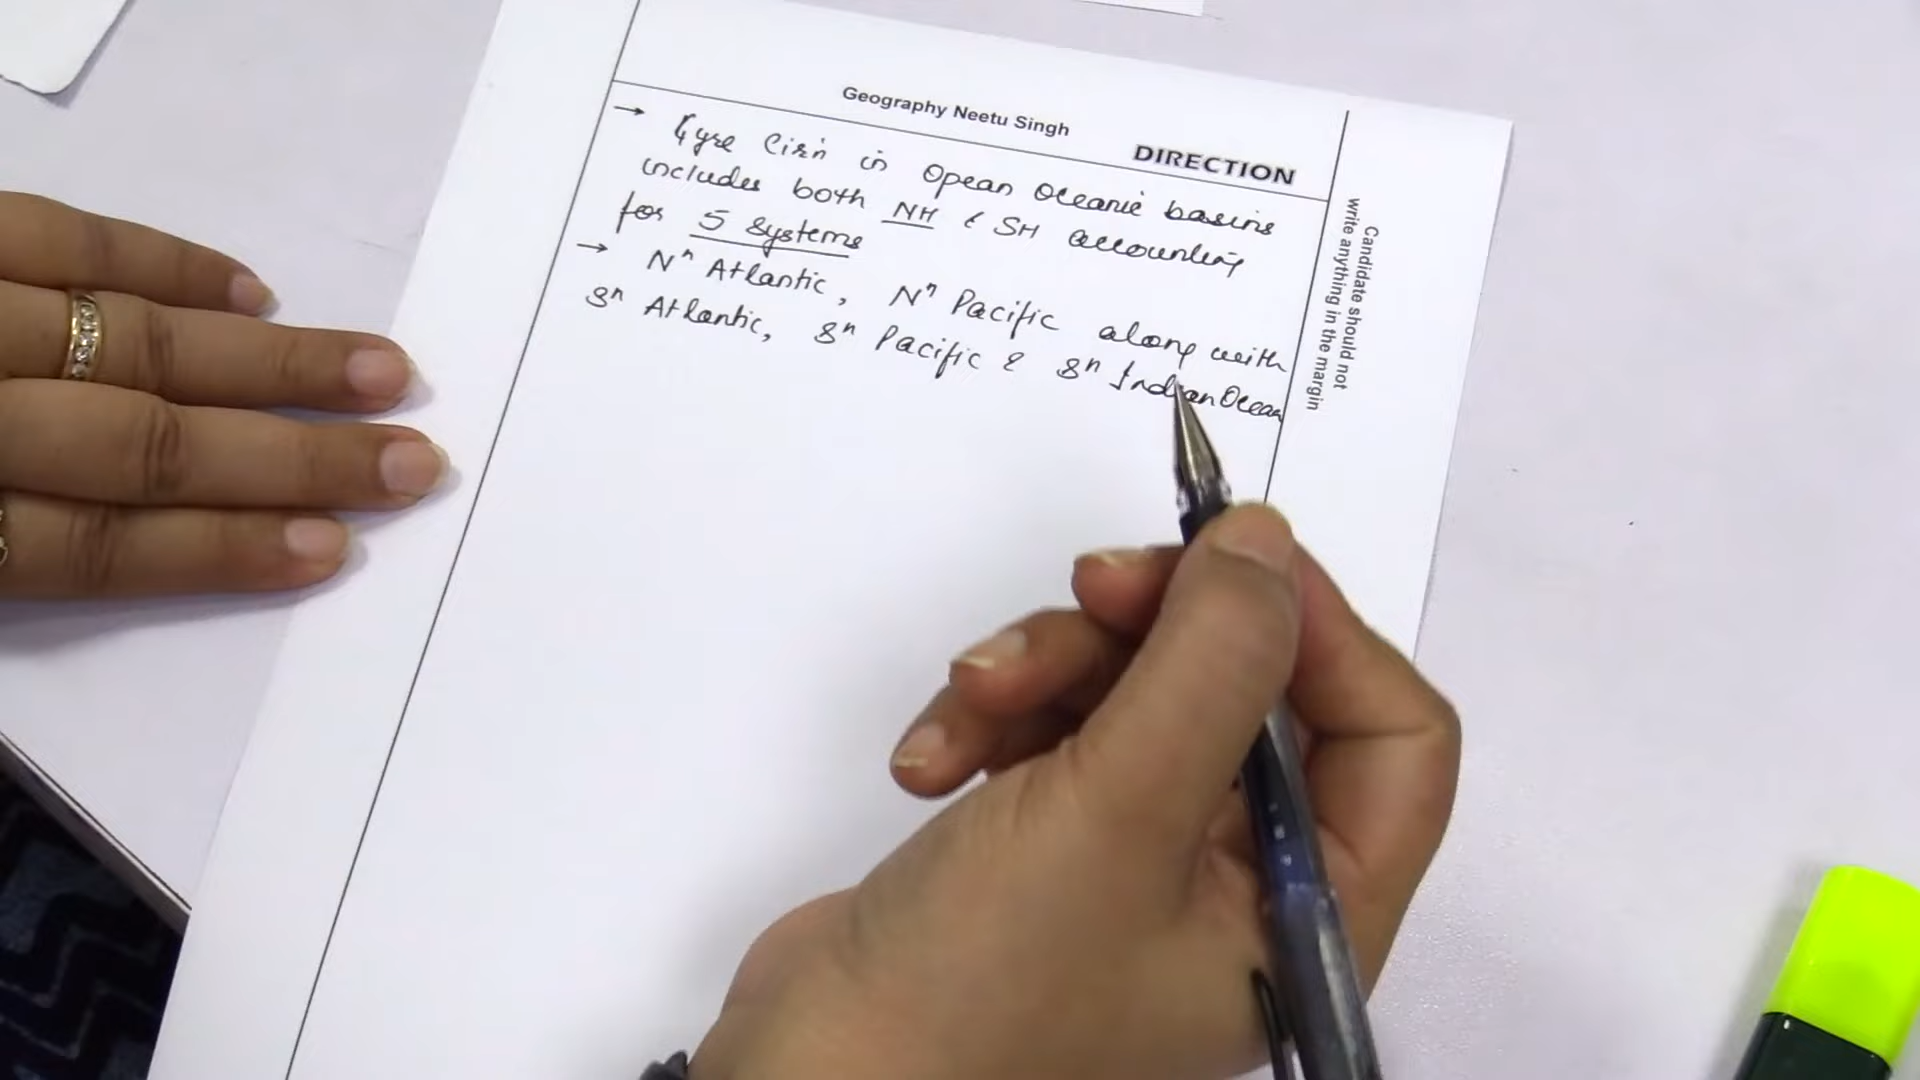 Geography Neetu Singh
DIRECTION
→ Gyre Cirn in Opean Oceanic basins
includes both NH & SH accounting
for 5 systems
→ Nn Atlantic, Nn Pacific along with
Sn Atlantic, Sn Pacific & Sn Indian Ocean
Candidate should not
write anything in the margin